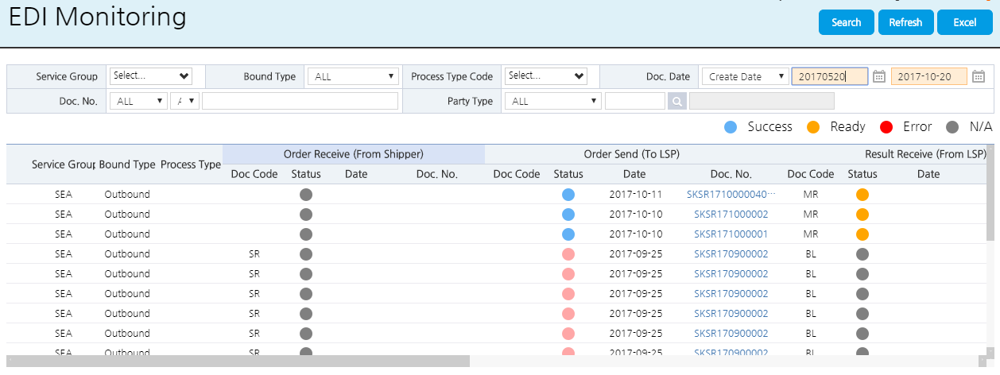 EDI Monitoring
Search Refresh Excel
Service Group Select... Bound Type ALL Process Type Code Select... Doc. Date Create Date 20170520 2017-10-20
Doc. No. ALL Party Type ALL
Success Ready Error N/A
Order Receive (From Shipper) Order Send (To LSP) Result Receive (From LSP)
Service Group Bound Type Process Type
Doc Code Status Date Doc. No. Doc Code Status Date Doc. No. Doc Code Status Date
SEA Outbound 2017-10-11 SKSR1710000040··· MR
SEA Outbound 2017-10-10 SKSR171000002 MR
SEA Outbound 2017-10-10 SKSR171000001 MR
SEA Outbound SR 2017-09-25 SKSR170900002 BL
SEA Outbound SR 2017-09-25 SKSR170900002 BL
SEA Outbound SR 2017-09-25 SKSR170900002 BL
SEA Outbound SR 2017-09-25 SKSR170900002 BL
SEA Outbound SR 2017-09-25 SKSR170900002 BL
SEA Outbound SR 2017-09-25 SKSR170900002 BL